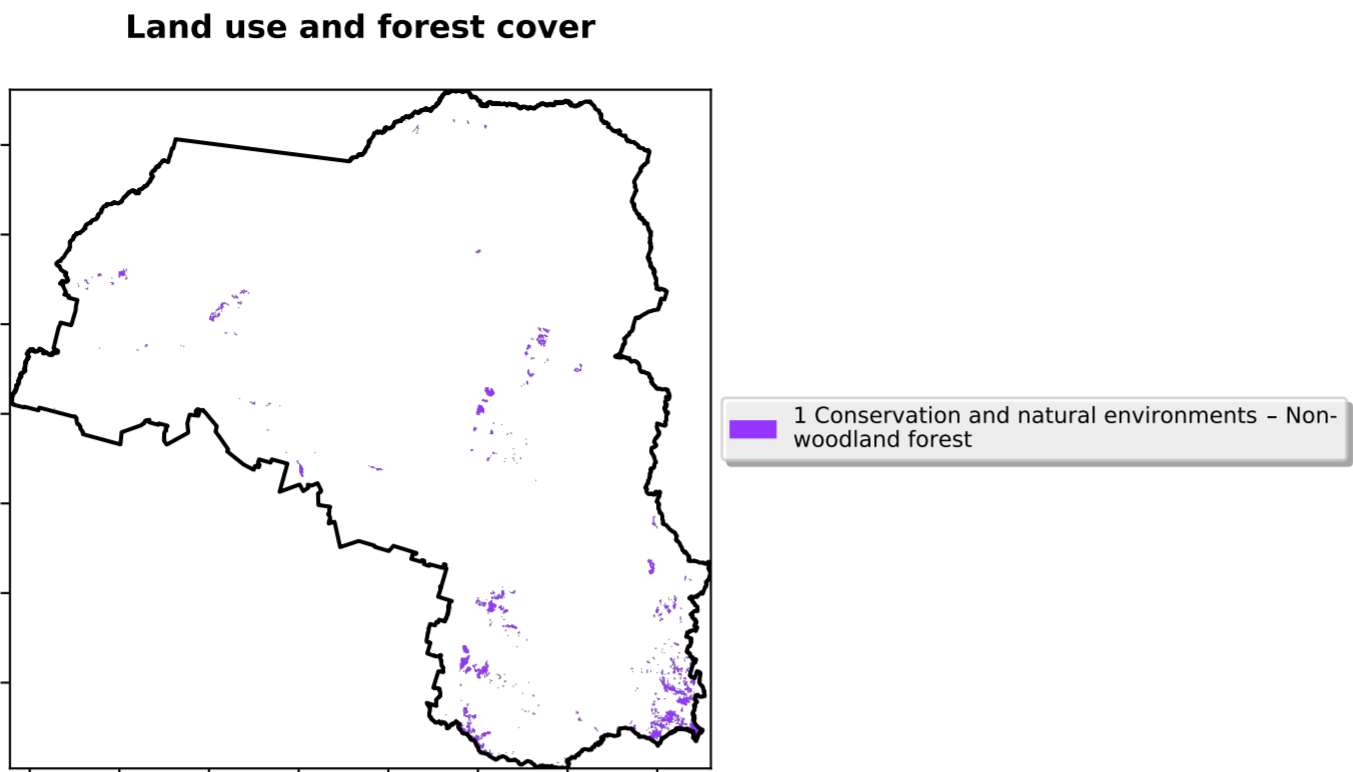 Land use and forest cover
1 Conservation and natural environments – Non-
woodland forest